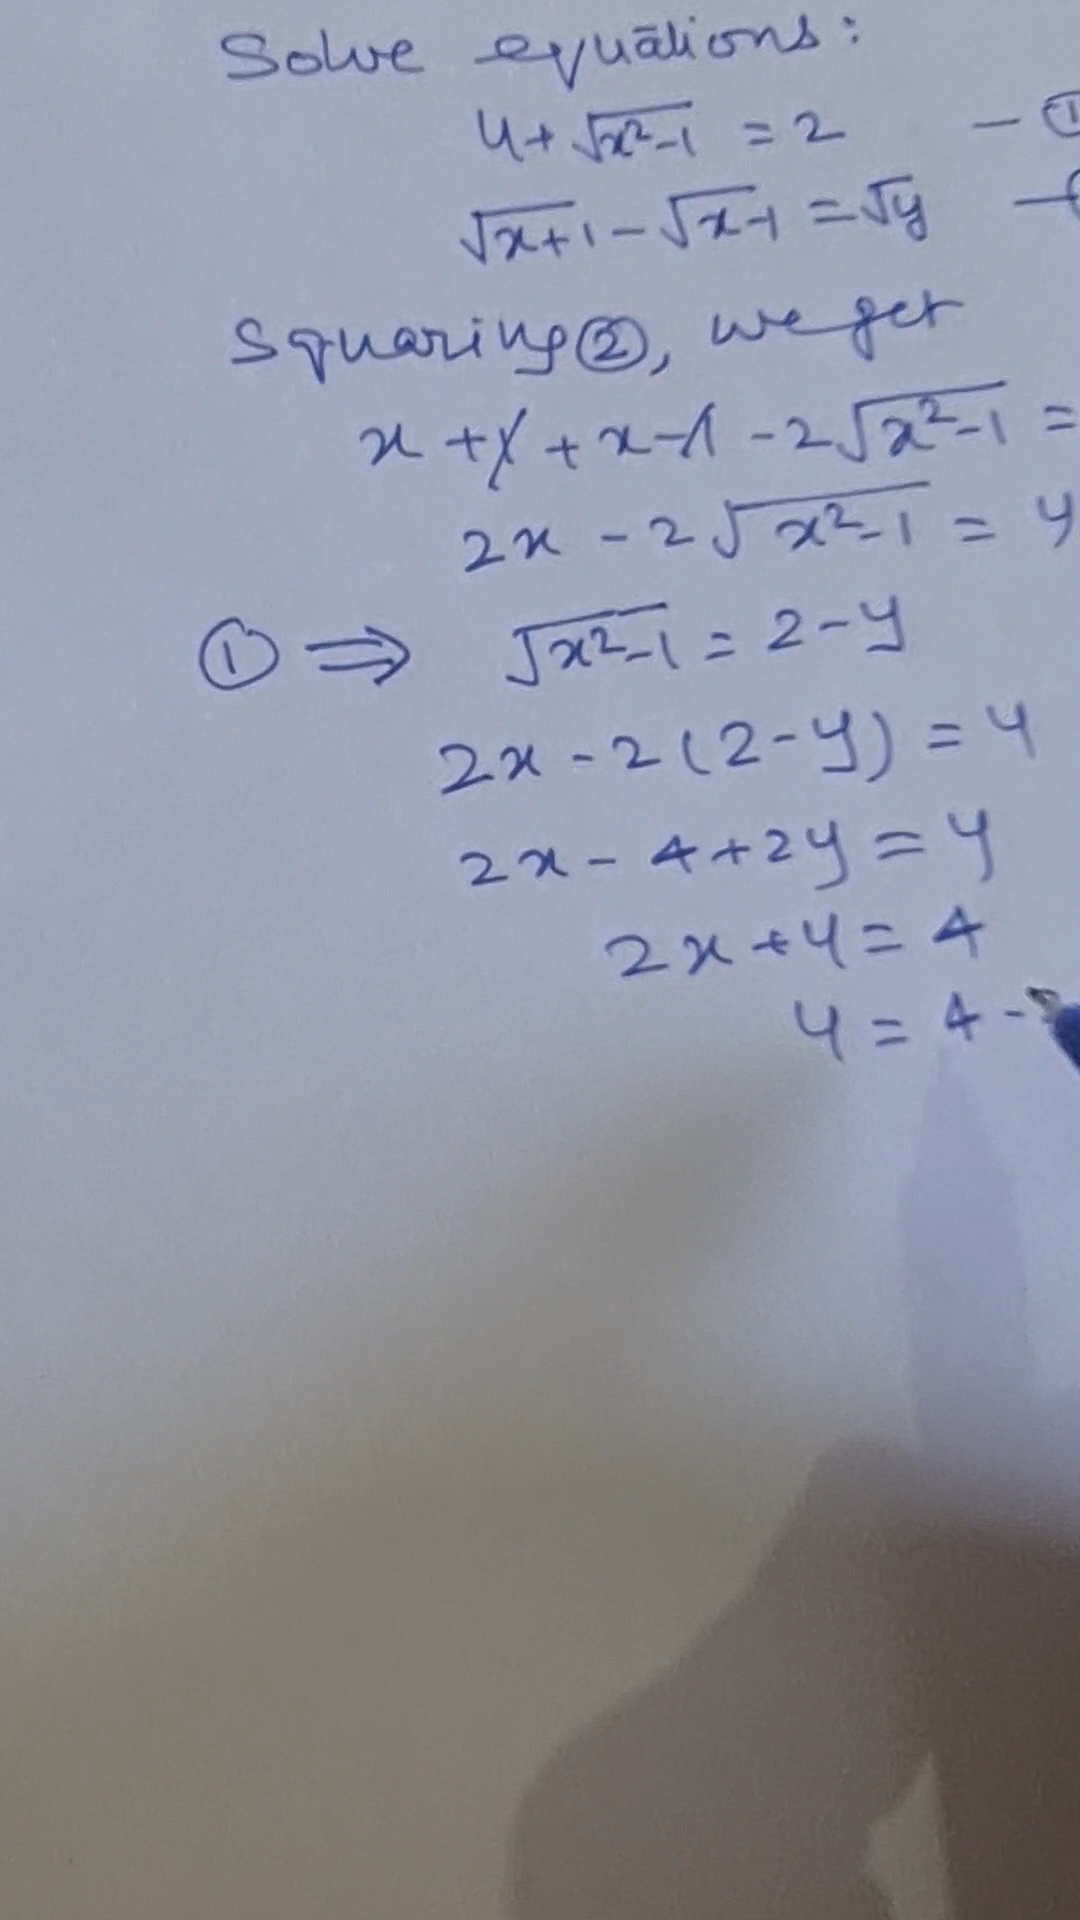 Solve equations:
y + √(x²-1) = 2 - ①
√(x+1) - √(x-1) = √y -
Squaring ②, we get
x + 1 + x - 1 - 2√(x²-1) =
2x - 2√(x²-1) = y
① ⇒ √(x²-1) = 2 - y
2x - 2(2-y) = y
2x - 4 + 2y = y
2x + y = 4
y = 4 -